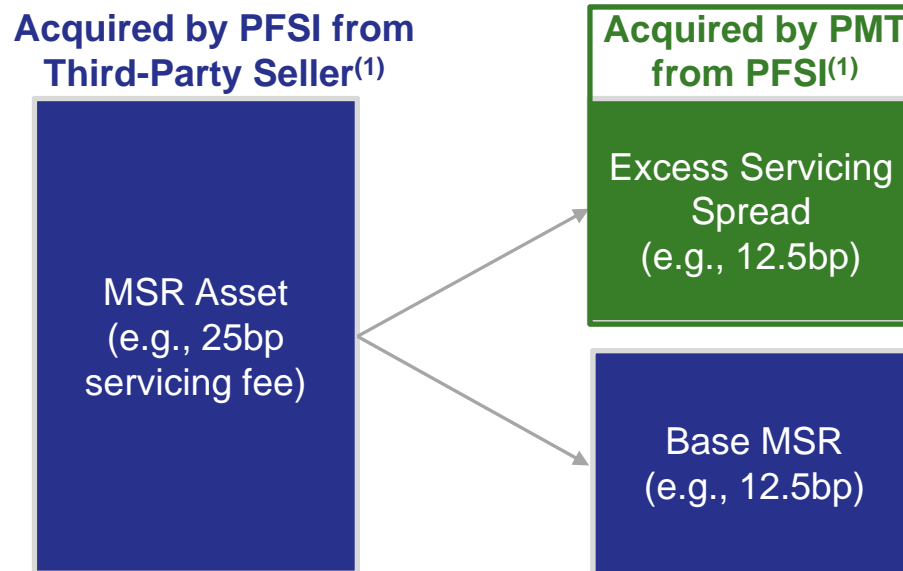 Acquired by PFSI from
Third-Party Seller(1)
MSR Asset
(e.g., 25bp
servicing fee)
Acquired by PMT
from PFSI(1)
Excess Servicing
Spread
(e.g., 12.5bp)
Base MSR
(e.g., 12.5bp)